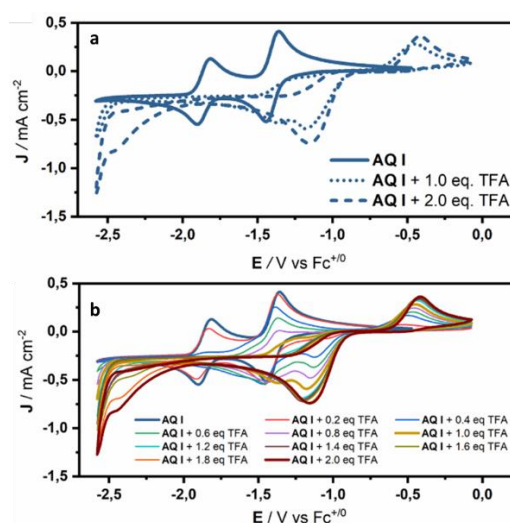 a
0,5
0,0
-0,5
-1,0
-1,5
J / mA cm⁻²
AQ I
AQ I + 1.0 eq. TFA
AQ I + 2.0 eq. TFA
-2,5 -2,0 -1,5 -1,0 -0,5 0,0
E / V vs Fc⁺/⁰
b
0,5
0,0
-0,5
-1,0
-1,5
J / mA cm⁻²
AQ I AQ I + 0.2 eq TFA AQ I + 0.4 eq TFA
AQ I + 0.6 eq TFA AQ I + 0.8 eq TFA AQ I + 1.0 eq TFA
AQ I + 1.2 eq TFA AQ I + 1.4 eq TFA AQ I + 1.6 eq TFA
AQ I + 1.8 eq TFA AQ I + 2.0 eq TFA
-2,5 -2,0 -1,5 -1,0 -0,5 0,0
E / V vs Fc⁺/⁰